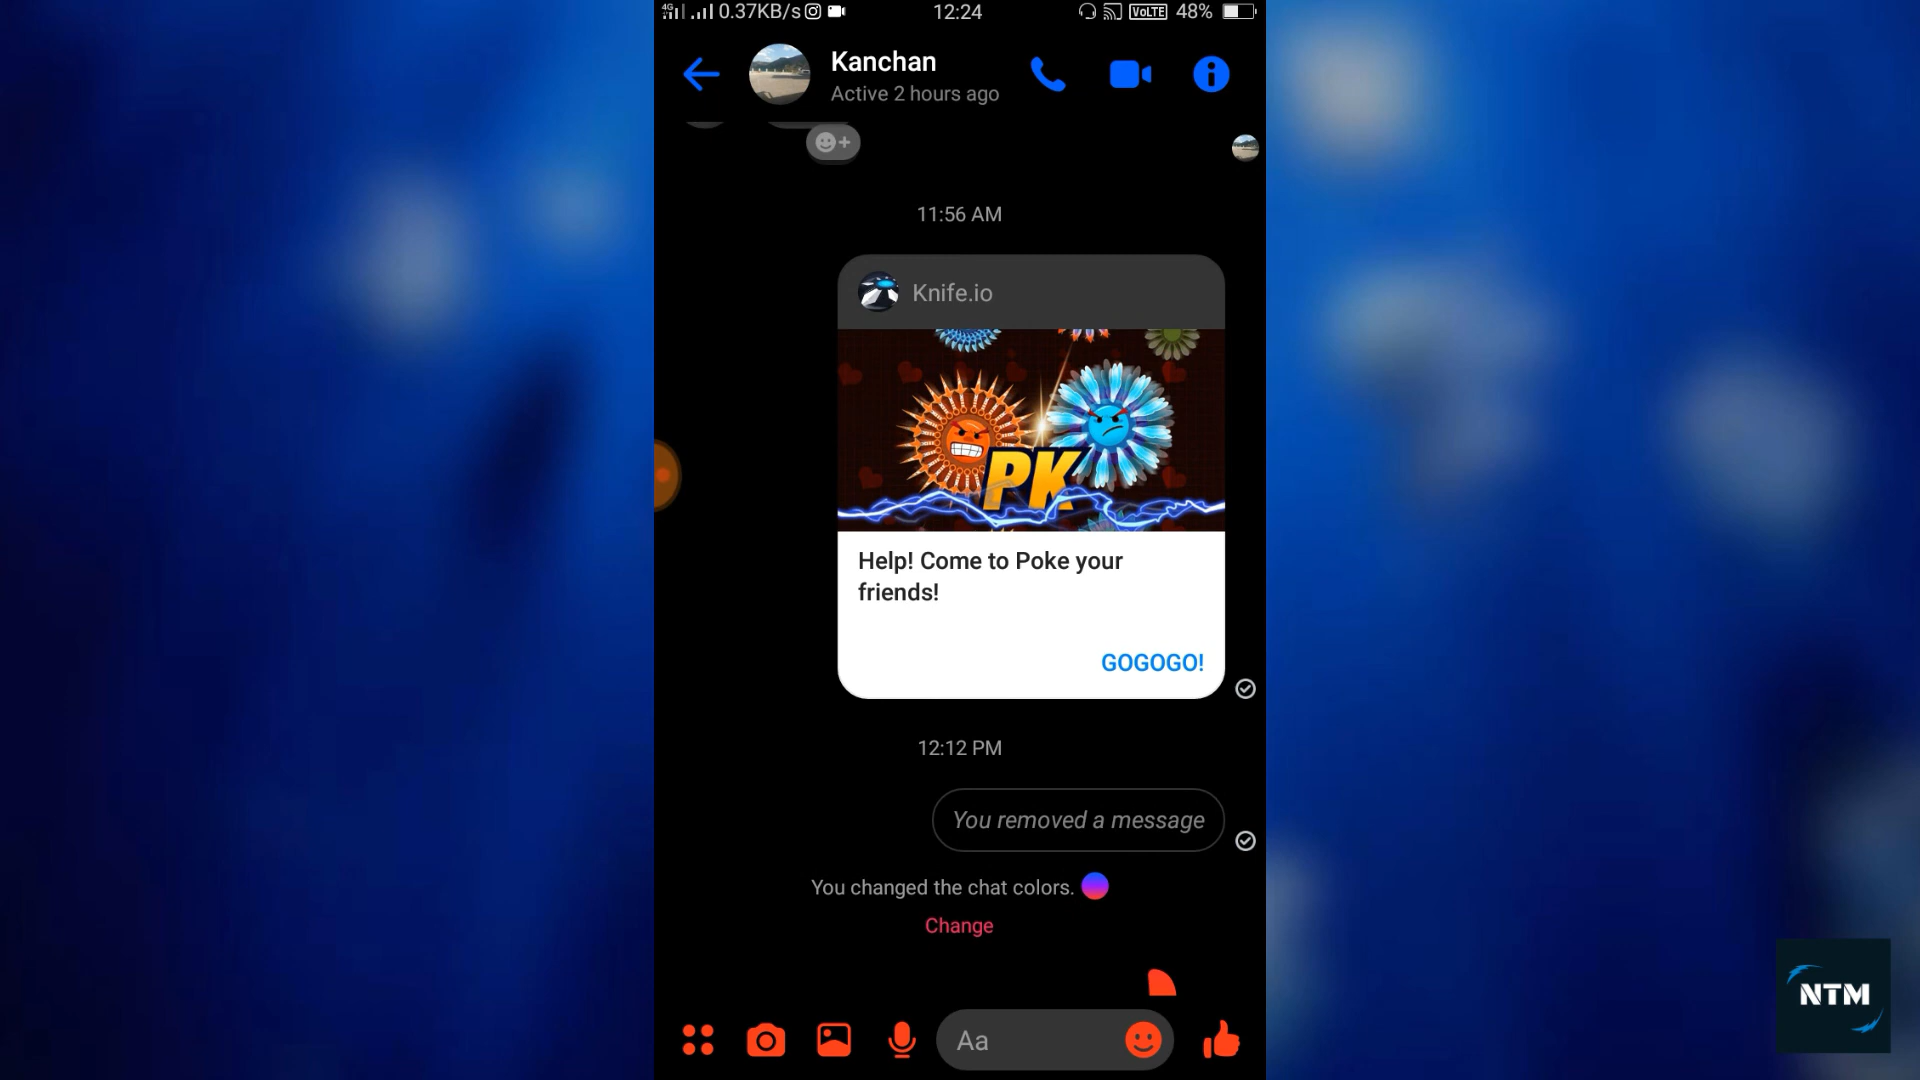 4G 0.37KB/s 12:24 VoLTE 48%
Kanchan
Active 2 hours ago
11:56 AM
Knife.io
PK
Help! Come to Poke your
friends!
GOGOGO!
12:12 PM
You removed a message
You changed the chat colors.
Change
Aa
NTM